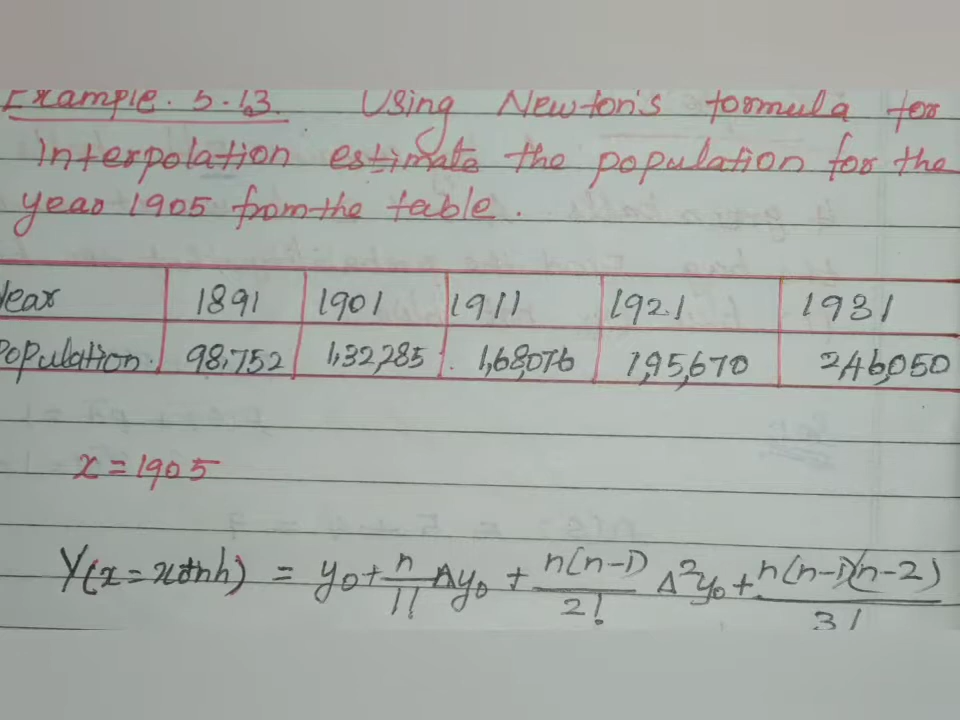 Example. 5.13. Using Newton's formula for
Interpolation estimate the population for the
year 1905 from the table.
Year 1891 1901 1911 1921 1931
Population. 98,752 1,32,285 1,68,076 1,95,670 2,46,050
x = 1905
Y(x = x0+nh) = y0 + n/1! Δy0 + n(n-1)/2! Δ²y0 + n(n-1)(n-2)/3!